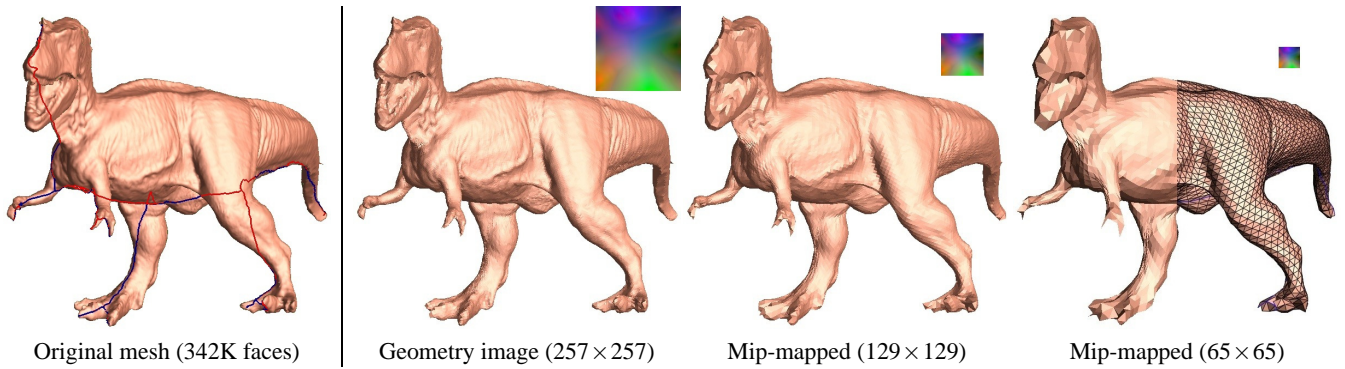 Original mesh (342K faces)
Geometry image (257×257)
Mip-mapped (129×129)
Mip-mapped (65×65)